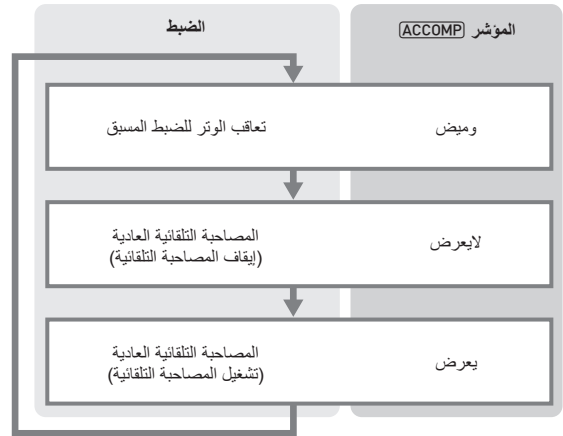 المؤشر ACCOMP
الضبط
وميض
تعاقب الوتر للضبط المسبق
لايعرض
المصاحبة التلقائية العادية
(إيقاف المصاحبة التلقائية)
يعرض
المصاحبة التلقائية العادية
(تشغيل المصاحبة التلقائية)